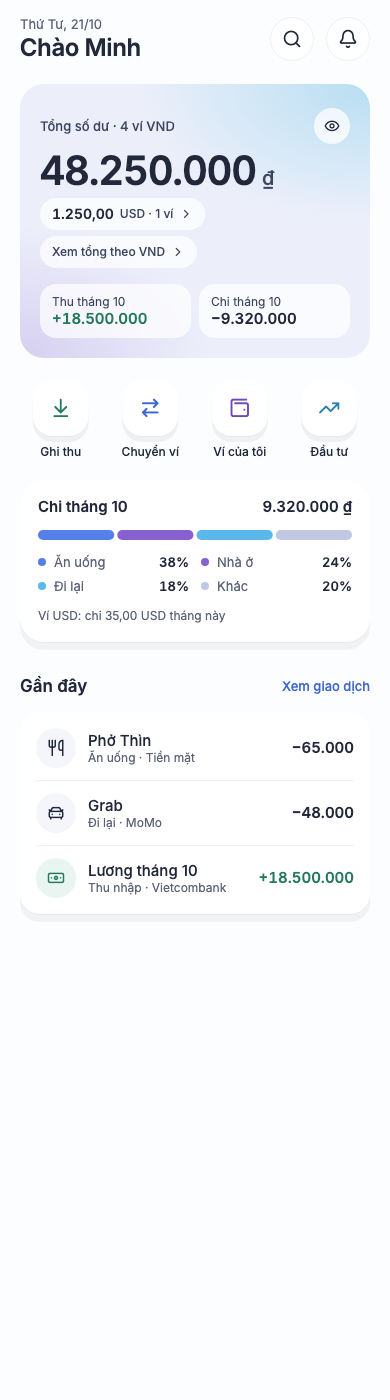 Thứ Tư, 21/10
Chào Minh
Tổng số dư · 4 ví VND
48.250.000 ₫
1.250,00 USD · 1 ví
Xem tổng theo VND
Thu tháng 10
+18.500.000
Chi tháng 10
−9.320.000
Ghi thu
Chuyển ví
Ví của tôi
Đầu tư
Chi tháng 10
9.320.000 ₫
Ăn uống 38%
Nhà ở 24%
Đi lại 18%
Khác 20%
Ví USD: chi 35,00 USD tháng này
Gần đây
Xem giao dịch
Phở Thìn
Ăn uống · Tiền mặt
−65.000
Grab
Đi lại · MoMo
−48.000
Lương tháng 10
Thu nhập · Vietcombank
+18.500.000